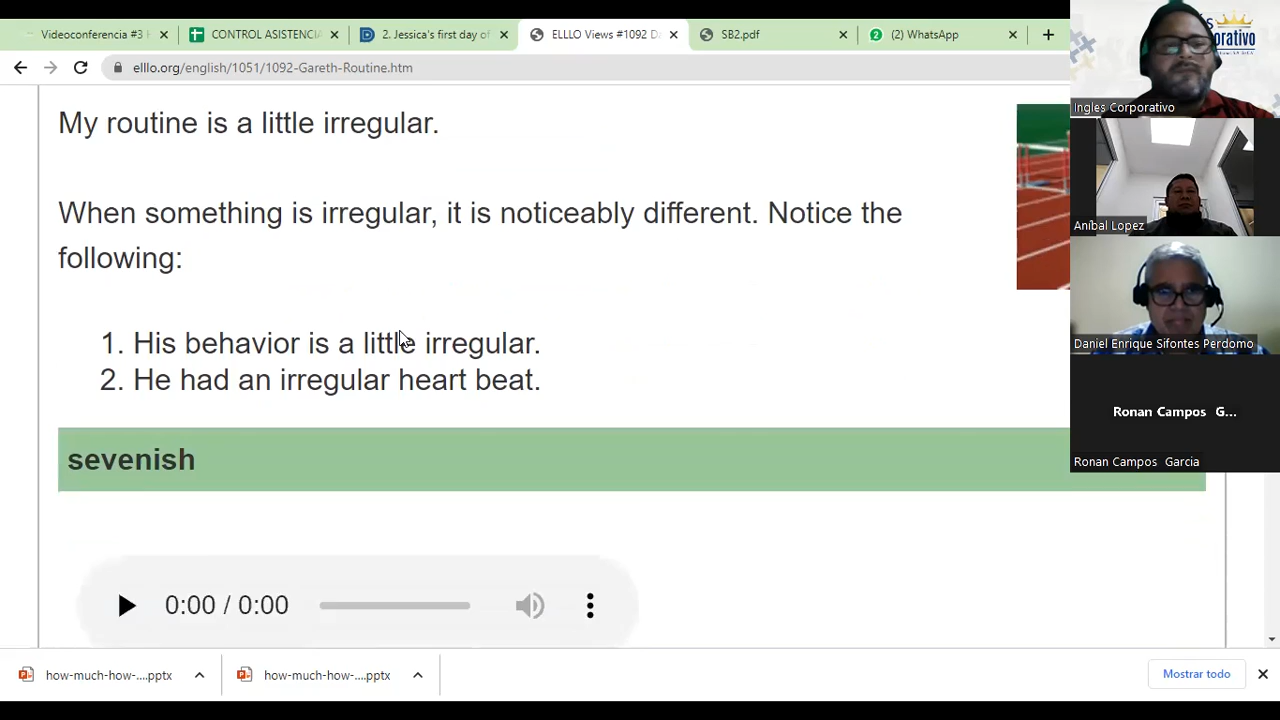 Videoconferencia #3
CONTROL ASISTENCIA
2. Jessica's first day of
ELLLO Views #1092 D
SB2.pdf
2
(2) WhatsApp
elllo.org/english/1051/1092-Gareth-Routine.htm
My routine is a little irregular.
When something is irregular, it is noticeably different. Notice the
following:
1. His behavior is a little irregular.
2. He had an irregular heart beat.
sevenish
0:00 / 0:00
how-much-how-....pptx
how-much-how-....pptx
Mostrar todo
Ingles Corporativo
Aníbal Lopez
Daniel Enrique Sifontes Perdomo
Ronan Campos G...
Ronan Campos Garcia